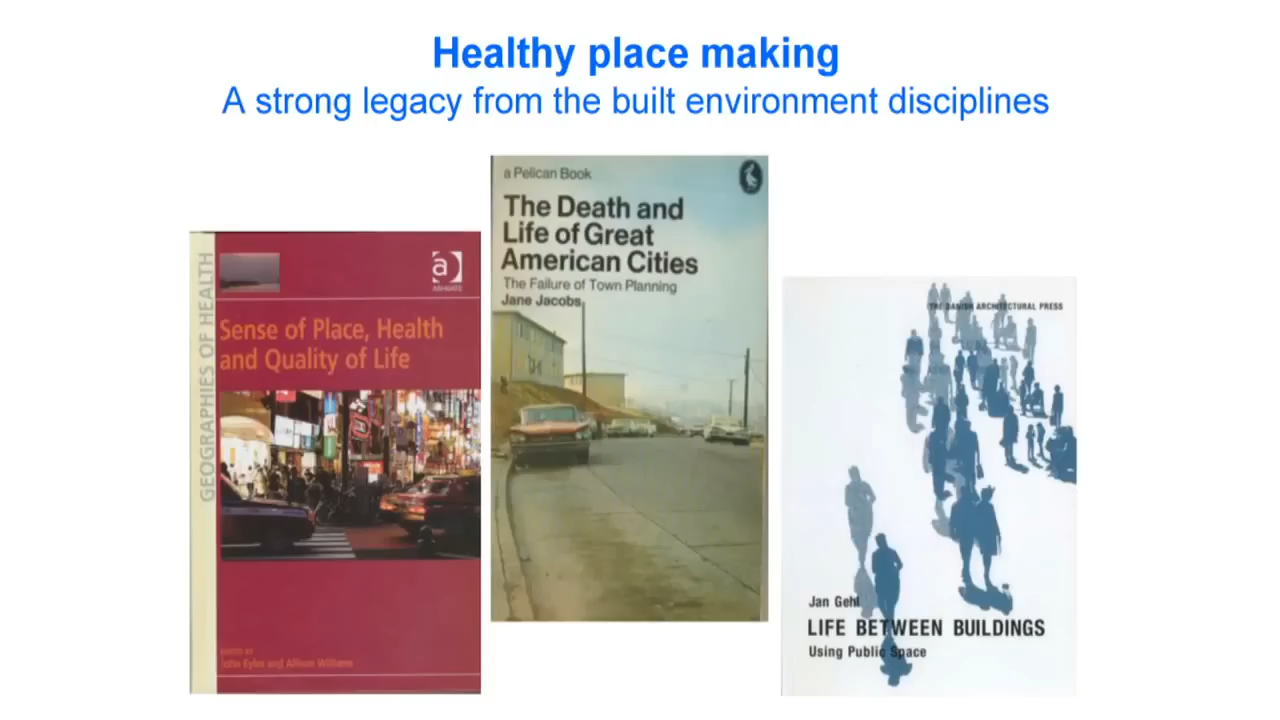 Healthy place making
A strong legacy from the built environment disciplines
GEOGRAPHIES OF HEALTH
a
ASHGATE
Sense of Place, Health
and Quality of Life
EDITED BY
John Eyles and Allison Williams
a Pelican Book
The Death and
Life of Great
American Cities
The Failure of Town Planning
Jane Jacobs
THE DANISH ARCHITECTURAL PRESS
Jan Gehl
LIFE BETWEEN BUILDINGS
Using Public Space